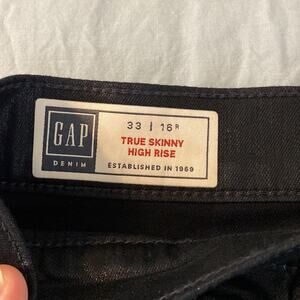 GAP
DENIM
33 | 16R
TRUE SKINNY
HIGH RISE
ESTABLISHED IN 1969